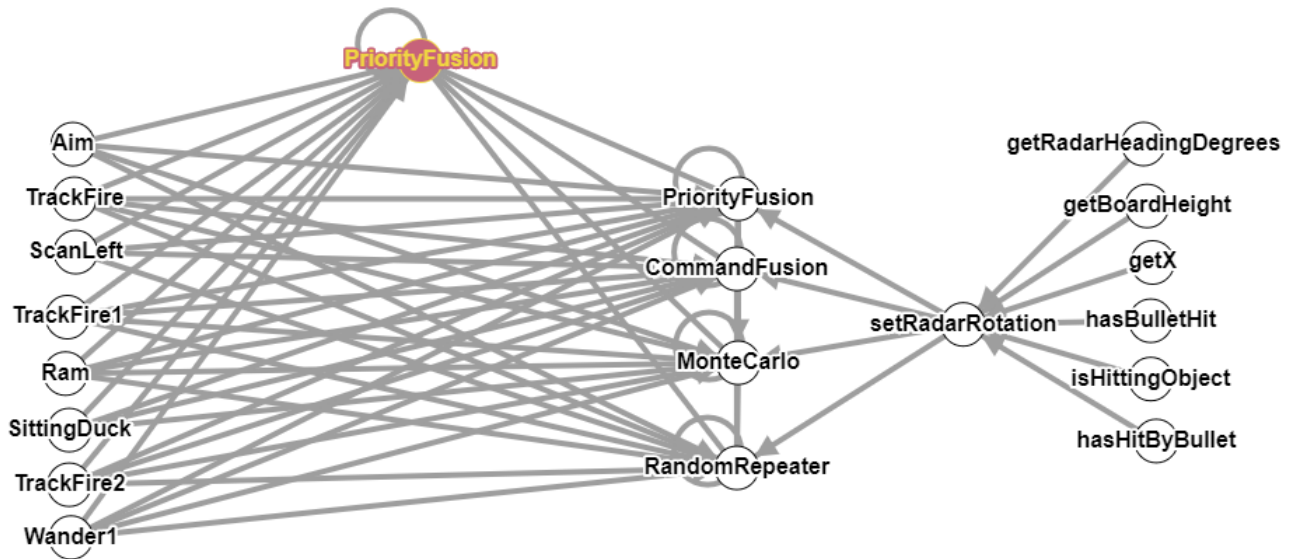 PriorityFusion
Aim
TrackFire
ScanLeft
TrackFire1
Ram
SittingDuck
TrackFire2
Wander1
PriorityFusion
CommandFusion
MonteCarlo
RandomRepeater
setRadarRotation
getRadarHeadingDegrees
getBoardHeight
getX
hasBulletHit
isHittingObject
hasHitByBullet